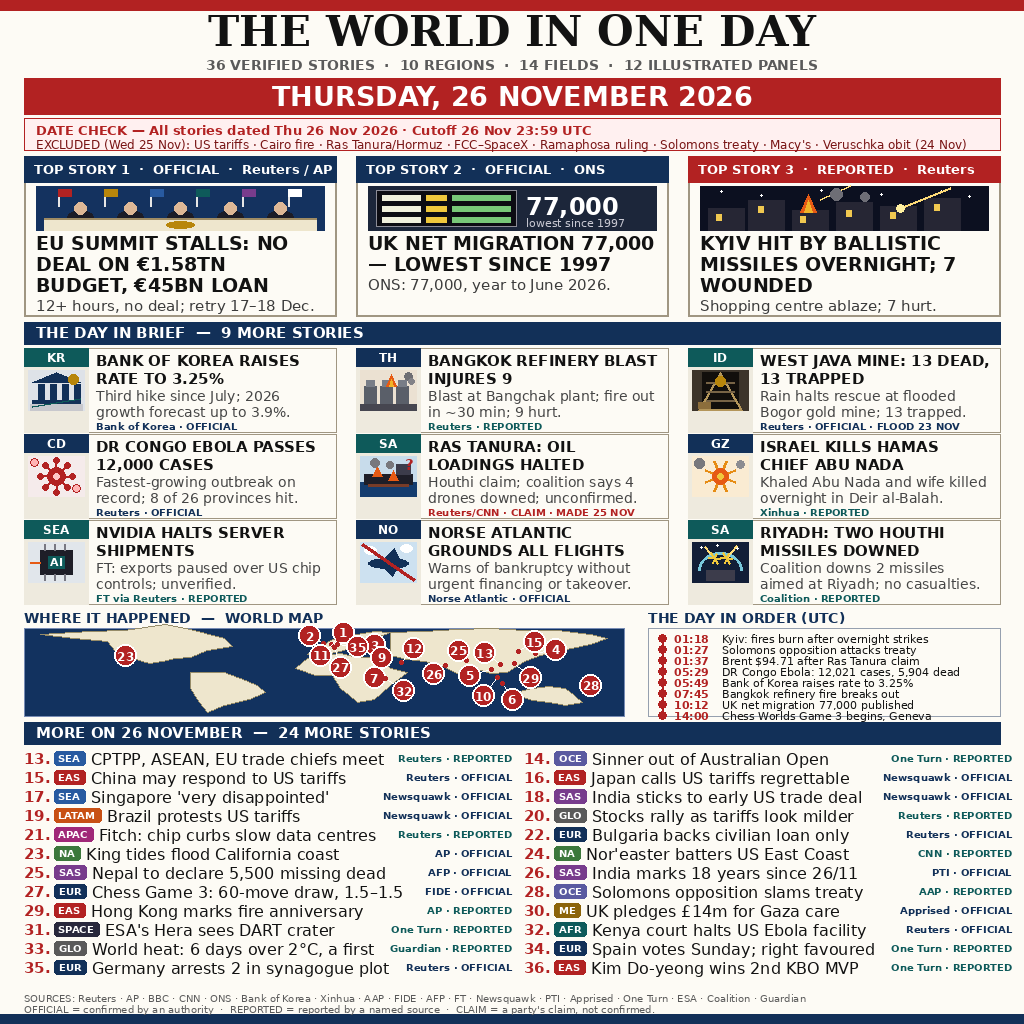 THE WORLD IN ONE DAY
36 VERIFIED STORIES · 10 REGIONS · 14 FIELDS · 12 ILLUSTRATED PANELS
THURSDAY, 26 NOVEMBER 2026
DATE CHECK — All stories dated Thu 26 Nov 2026 · Cutoff 26 Nov 23:59 UTC
EXCLUDED (Wed 25 Nov): US tariffs · Cairo fire · Ras Tanura/Hormuz · FCC–SpaceX · Ramaphosa ruling · Solomons treaty · Macy's · Veruschka obit (24 Nov)
TOP STORY 1 · OFFICIAL · Reuters / AP
EU SUMMIT STALLS: NO
DEAL ON €1.58TN
BUDGET, €45BN LOAN
12+ hours, no deal; retry 17–18 Dec.
TOP STORY 2 · OFFICIAL · ONS
77,000
lowest since 1997
UK NET MIGRATION 77,000
— LOWEST SINCE 1997
ONS: 77,000, year to June 2026.
TOP STORY 3 · REPORTED · Reuters
KYIV HIT BY BALLISTIC
MISSILES OVERNIGHT; 7
WOUNDED
Shopping centre ablaze; 7 hurt.
THE DAY IN BRIEF — 9 MORE STORIES
KR
BANK OF KOREA RAISES
RATE TO 3.25%
Third hike since July; 2026
growth forecast up to 3.9%.
Bank of Korea · OFFICIAL
TH
BANGKOK REFINERY BLAST
INJURES 9
Blast at Bangchak plant; fire out
in ~30 min; 9 hurt.
Reuters · REPORTED
ID
WEST JAVA MINE: 13 DEAD,
13 TRAPPED
Rain halts rescue at flooded
Bogor gold mine; 13 trapped.
Reuters · OFFICIAL · FLOOD 23 NOV
CD
DR CONGO EBOLA PASSES
12,000 CASES
Fastest-growing outbreak on
record; 8 of 26 provinces hit.
Reuters · OFFICIAL
SA
?
RAS TANURA: OIL
LOADINGS HALTED
Houthi claim; coalition says 4
drones downed; unconfirmed.
Reuters/CNN · CLAIM · MADE 25 NOV
GZ
ISRAEL KILLS HAMAS
CHIEF ABU NADA
Khaled Abu Nada and wife killed
overnight in Deir al-Balah.
Xinhua · REPORTED
SEA
AI
NVIDIA HALTS SERVER
SHIPMENTS
FT: exports paused over US chip
controls; unverified.
FT via Reuters · REPORTED
NO
NORSE ATLANTIC
GROUNDS ALL FLIGHTS
Warns of bankruptcy without
urgent financing or takeover.
Norse Atlantic · OFFICIAL
SA
RIYADH: TWO HOUTHI
MISSILES DOWNED
Coalition downs 2 missiles
aimed at Riyadh; no casualties.
Coalition · REPORTED
WHERE IT HAPPENED — WORLD MAP
23 2 1 11 35 3 9 27 7 12 32 26 25 5 13 10 6 29 15 4 28
THE DAY IN ORDER (UTC)
01:18 Kyiv: fires burn after overnight strikes
01:27 Solomons opposition attacks treaty
01:37 Brent $94.71 after Ras Tanura claim
05:29 DR Congo Ebola: 12,021 cases, 5,904 dead
05:49 Bank of Korea raises rate to 3.25%
07:45 Bangkok refinery fire breaks out
10:12 UK net migration 77,000 published
14:00 Chess Worlds Game 3 begins, Geneva
MORE ON 26 NOVEMBER — 24 MORE STORIES
13. SEA CPTPP, ASEAN, EU trade chiefs meet Reuters · REPORTED
14. OCE Sinner out of Australian Open One Turn · REPORTED
15. EAS China may respond to US tariffs Reuters · OFFICIAL
16. EAS Japan calls US tariffs regrettable Newsquawk · OFFICIAL
17. SEA Singapore 'very disappointed' Newsquawk · OFFICIAL
18. SAS India sticks to early US trade deal Newsquawk · OFFICIAL
19. LATAM Brazil protests US tariffs Newsquawk · OFFICIAL
20. GLO Stocks rally as tariffs look milder Reuters · REPORTED
21. APAC Fitch: chip curbs slow data centres Reuters · REPORTED
22. EUR Bulgaria backs civilian loan only Reuters · OFFICIAL
23. NA King tides flood California coast AP · OFFICIAL
24. NA Nor'easter batters US East Coast CNN · REPORTED
25. SAS Nepal to declare 5,500 missing dead AFP · OFFICIAL
26. SAS India marks 18 years since 26/11 PTI · OFFICIAL
27. EUR Chess Game 3: 60-move draw, 1.5–1.5 FIDE · OFFICIAL
28. OCE Solomons opposition slams treaty AAP · REPORTED
29. EAS Hong Kong marks fire anniversary AP · REPORTED
30. ME UK pledges £14m for Gaza care Apprised · OFFICIAL
31. SPACE ESA's Hera sees DART crater One Turn · REPORTED
32. AFR Kenya court halts US Ebola facility Reuters · OFFICIAL
33. GLO World heat: 6 days over 2°C, a first Guardian · REPORTED
34. EUR Spain votes Sunday; right favoured One Turn · REPORTED
35. EUR Germany arrests 2 in synagogue plot Reuters · OFFICIAL
36. EAS Kim Do-yeong wins 2nd KBO MVP One Turn · REPORTED
SOURCES: Reuters · AP · BBC · CNN · ONS · Bank of Korea · Xinhua · AAP · FIDE · AFP · FT · Newsquawk · PTI · Apprised · One Turn · ESA · Coalition · Guardian
OFFICIAL = confirmed by an authority · REPORTED = reported by a named source · CLAIM = a party's claim, not confirmed.